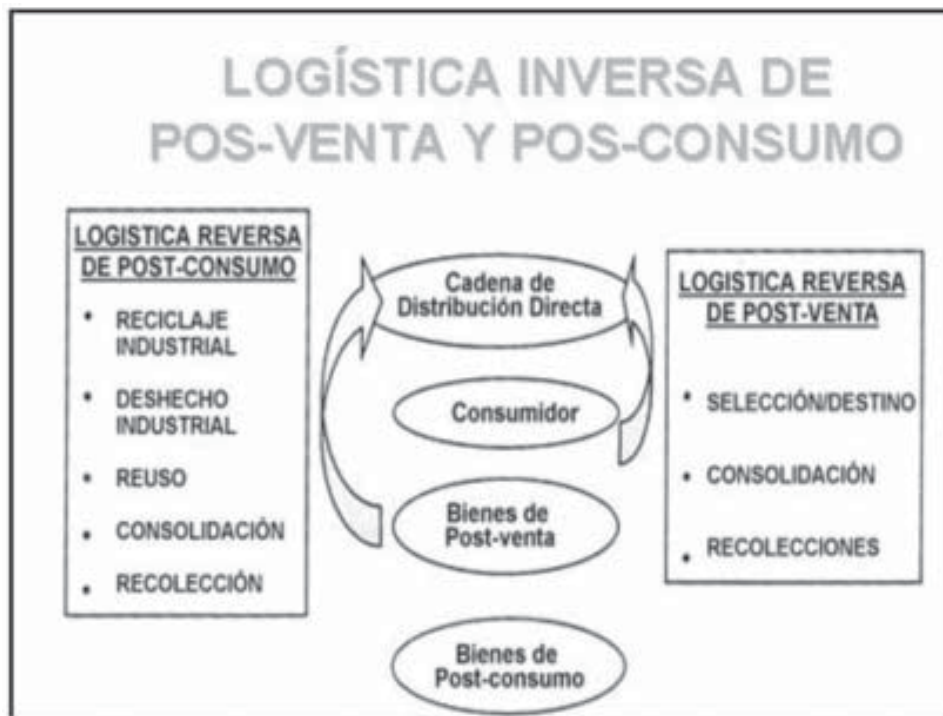 LOGÍSTICA INVERSA DE
POS-VENTA Y POS-CONSUMO
LOGISTICA REVERSA
DE POST-CONSUMO
• RECICLAJE
INDUSTRIAL
• DESHECHO
INDUSTRIAL
• REUSO
• CONSOLIDACIÓN
• RECOLECCIÓN
Cadena de
Distribución Directa
Consumidor
Bienes de
Post-venta
Bienes de
Post-consumo
LOGISTICA REVERSA
DE POST-VENTA
• SELECCIÓN/DESTINO
• CONSOLIDACIÓN
• RECOLECCIONES